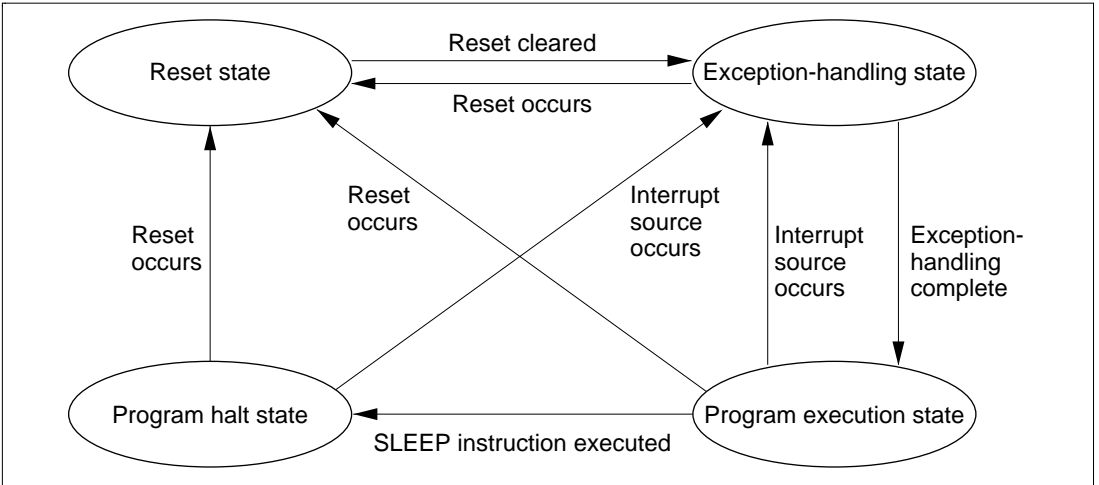 Reset cleared
Reset state
Exception-handling state
Reset occurs
Reset
occurs
Interrupt
source
occurs
Reset
occurs
Interrupt
source
occurs
Exception-
handling
complete
Program halt state
Program execution state
SLEEP instruction executed